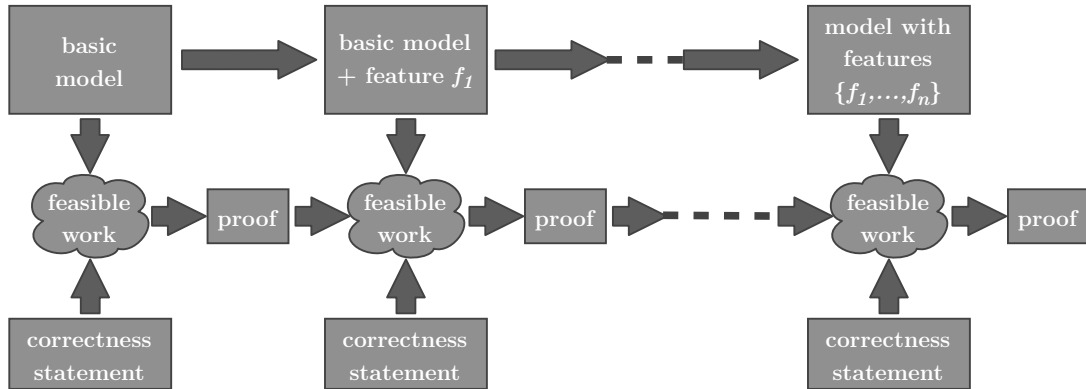 basic
model
basic model
+ feature f₁
model with
features
{f₁,...,fₙ}
feasible
work
proof
feasible
work
proof
feasible
work
proof
correctness
statement
correctness
statement
correctness
statement